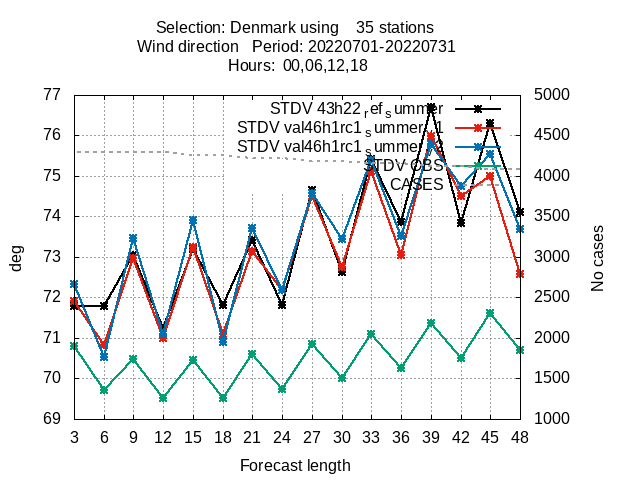 Selection: Denmark using 35 stations
Wind direction Period: 20220701-20220731
Hours: 00,06,12,18
77 5000
STDV 43h22_ref_summer
STDV val46h1rc1_summer_1
76 4500
STDV val46h1rc1_summer_2
STDV OBS
75 4000
CASES
74 3500
73 3000
72 2500
71 2000
70 1500
69 1000
deg
No cases
3 6 9 12 15 18 21 24 27 30 33 36 39 42 45 48
Forecast length